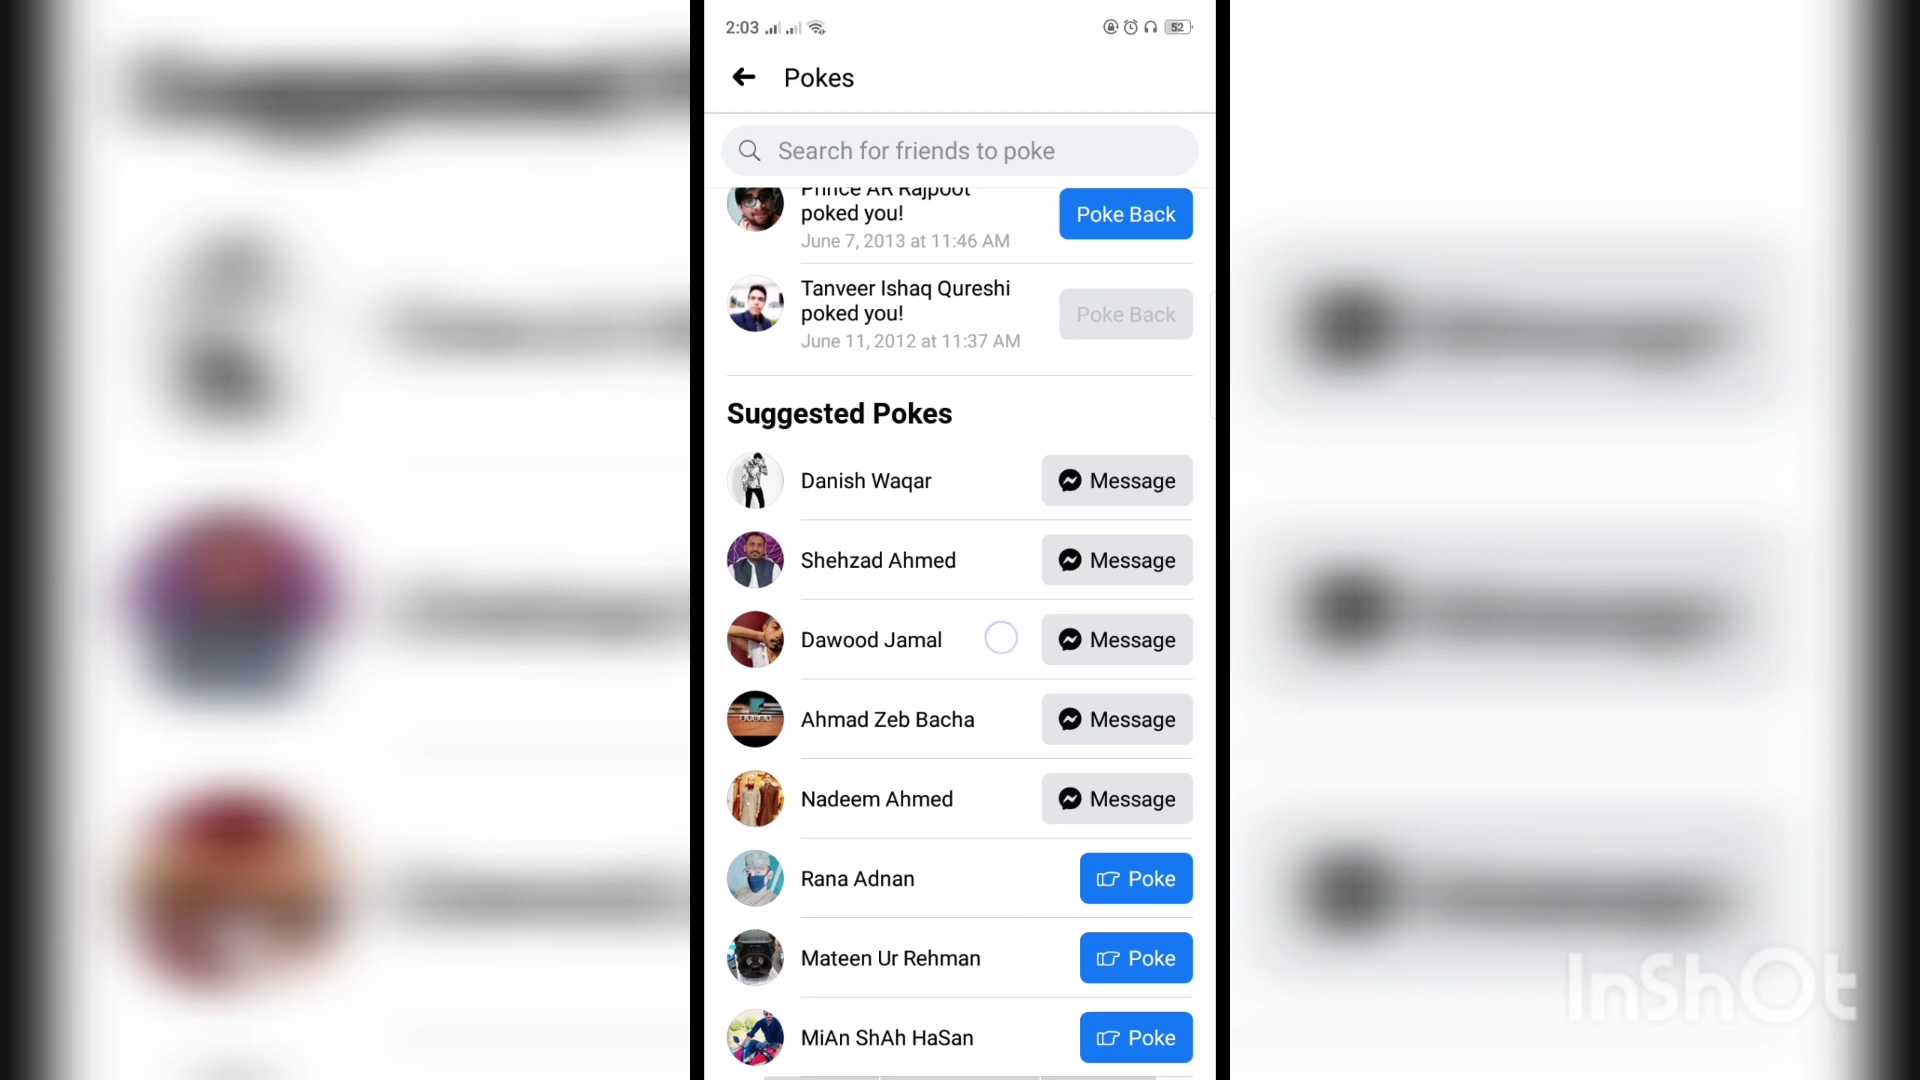 2:03
52
Pokes
Search for friends to poke
Prince AR Rajpoot
poked you!
Poke Back
June 7, 2013 at 11:46 AM
Tanveer Ishaq Qureshi
poked you!
Poke Back
June 11, 2012 at 11:37 AM
Suggested Pokes
Danish Waqar
Message
Shehzad Ahmed
Message
Dawood Jamal
Message
Ahmad Zeb Bacha
Message
Nadeem Ahmed
Message
Rana Adnan
Poke
Mateen Ur Rehman
Poke
MiAn ShAh HaSan
Poke
InShOt